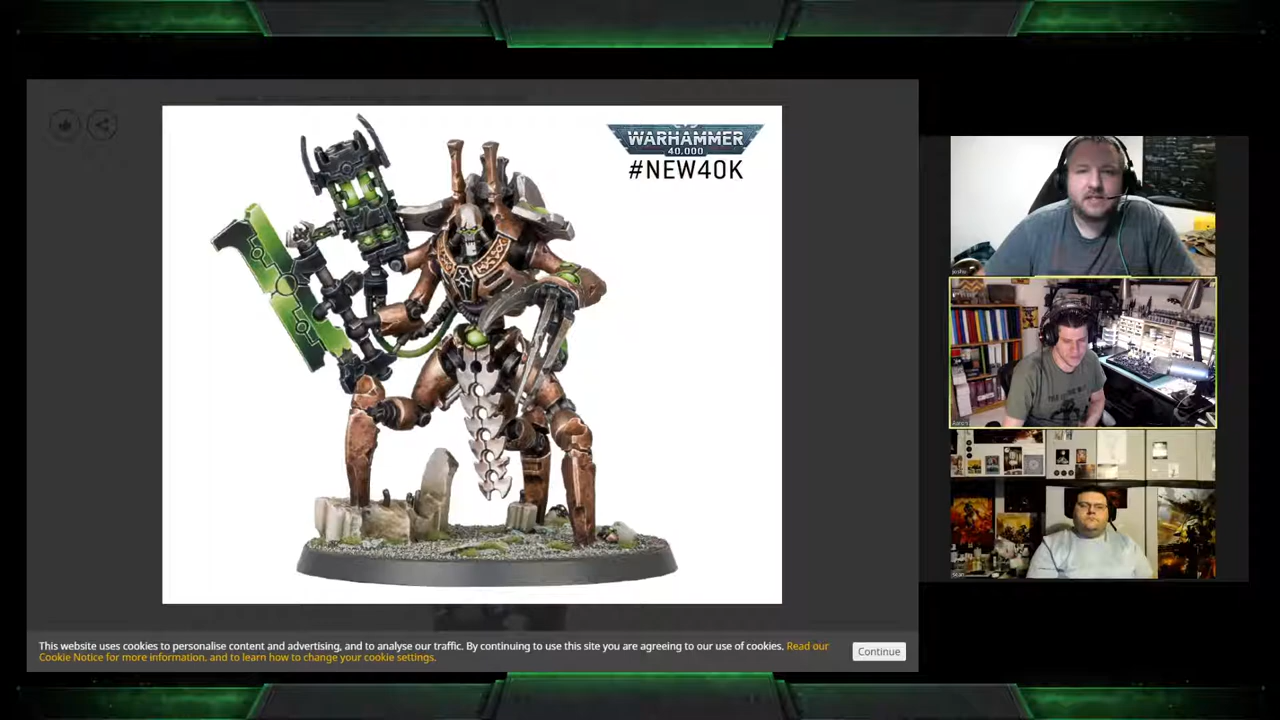 WARHAMMER
40,000
#NEW40K
This website uses cookies to personalise content and advertising, and to analyse our traffic. By continuing to use this site you are agreeing to our use of cookies. Read our
Cookie Notice for more information, and to learn how to change your cookie settings.
Continue